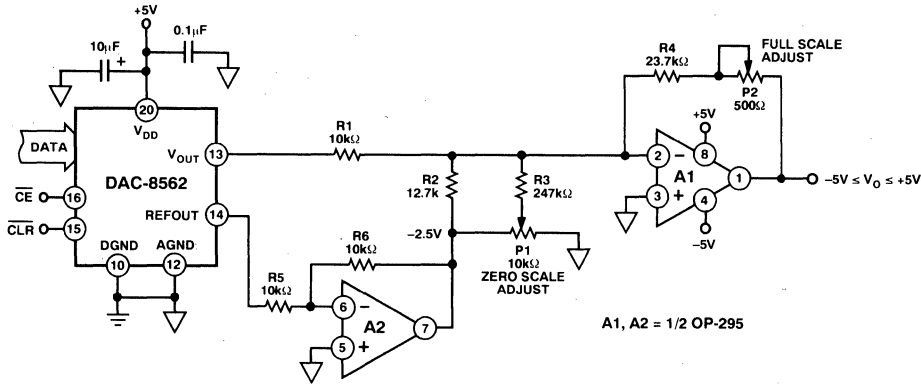 +5V
10µF
+
0.1µF
20
VDD
DATA
DAC-8562
VOUT
13
CE
16
CLR
15
REFOUT
14
DGND
AGND
10
12
R1
10kΩ
R2
12.7k
R3
247kΩ
–2.5V
P1
10kΩ
ZERO SCALE
ADJUST
R5
10kΩ
R6
10kΩ
6
–
A2
7
5
+
R4
23.7kΩ
FULL SCALE
ADJUST
P2
500Ω
+5V
2
–
8
A1
1
3
+
4
–5V
–5V ≤ VO ≤ +5V
A1, A2 = 1/2 OP-295